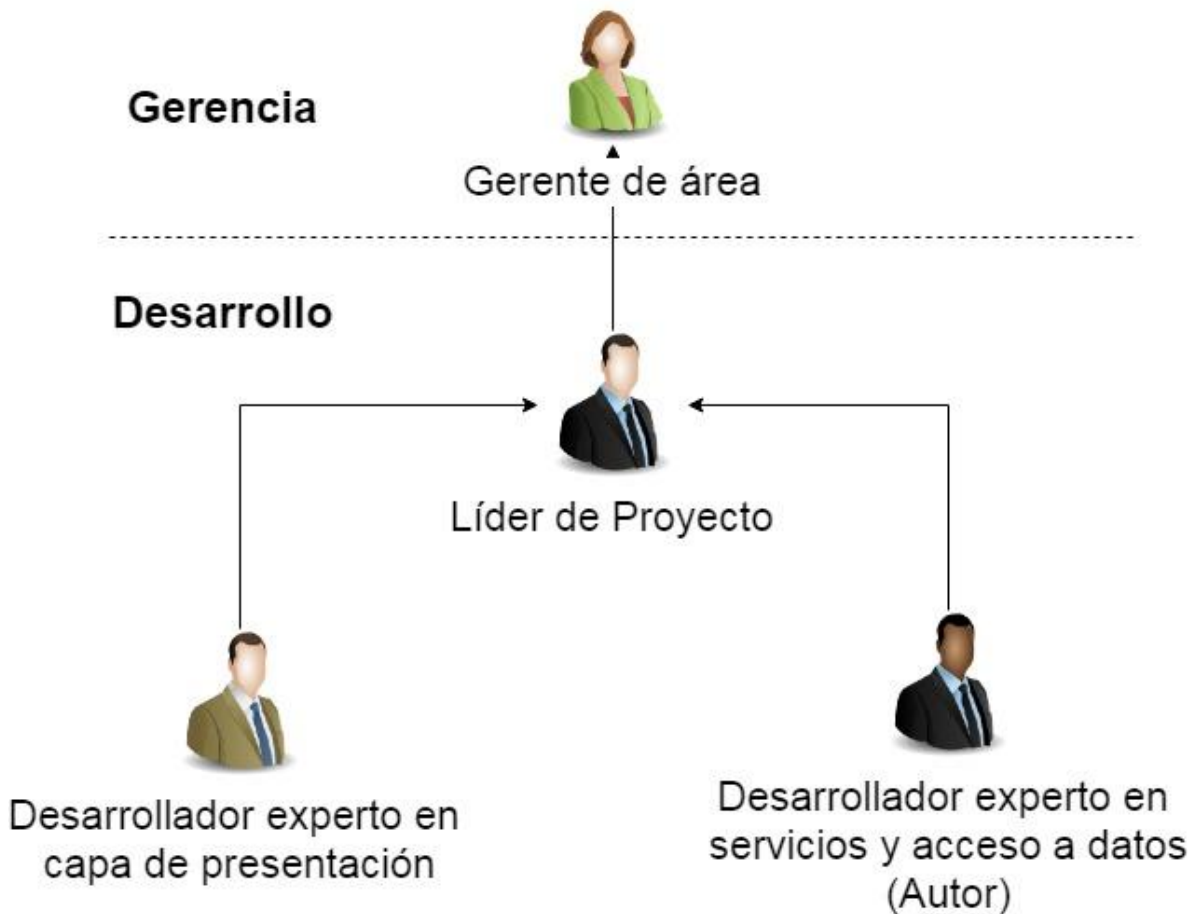 Gerencia
Gerente de área
Desarrollo
Líder de Proyecto
Desarrollador experto en
capa de presentación
Desarrollador experto en
servicios y acceso a datos
(Autor)